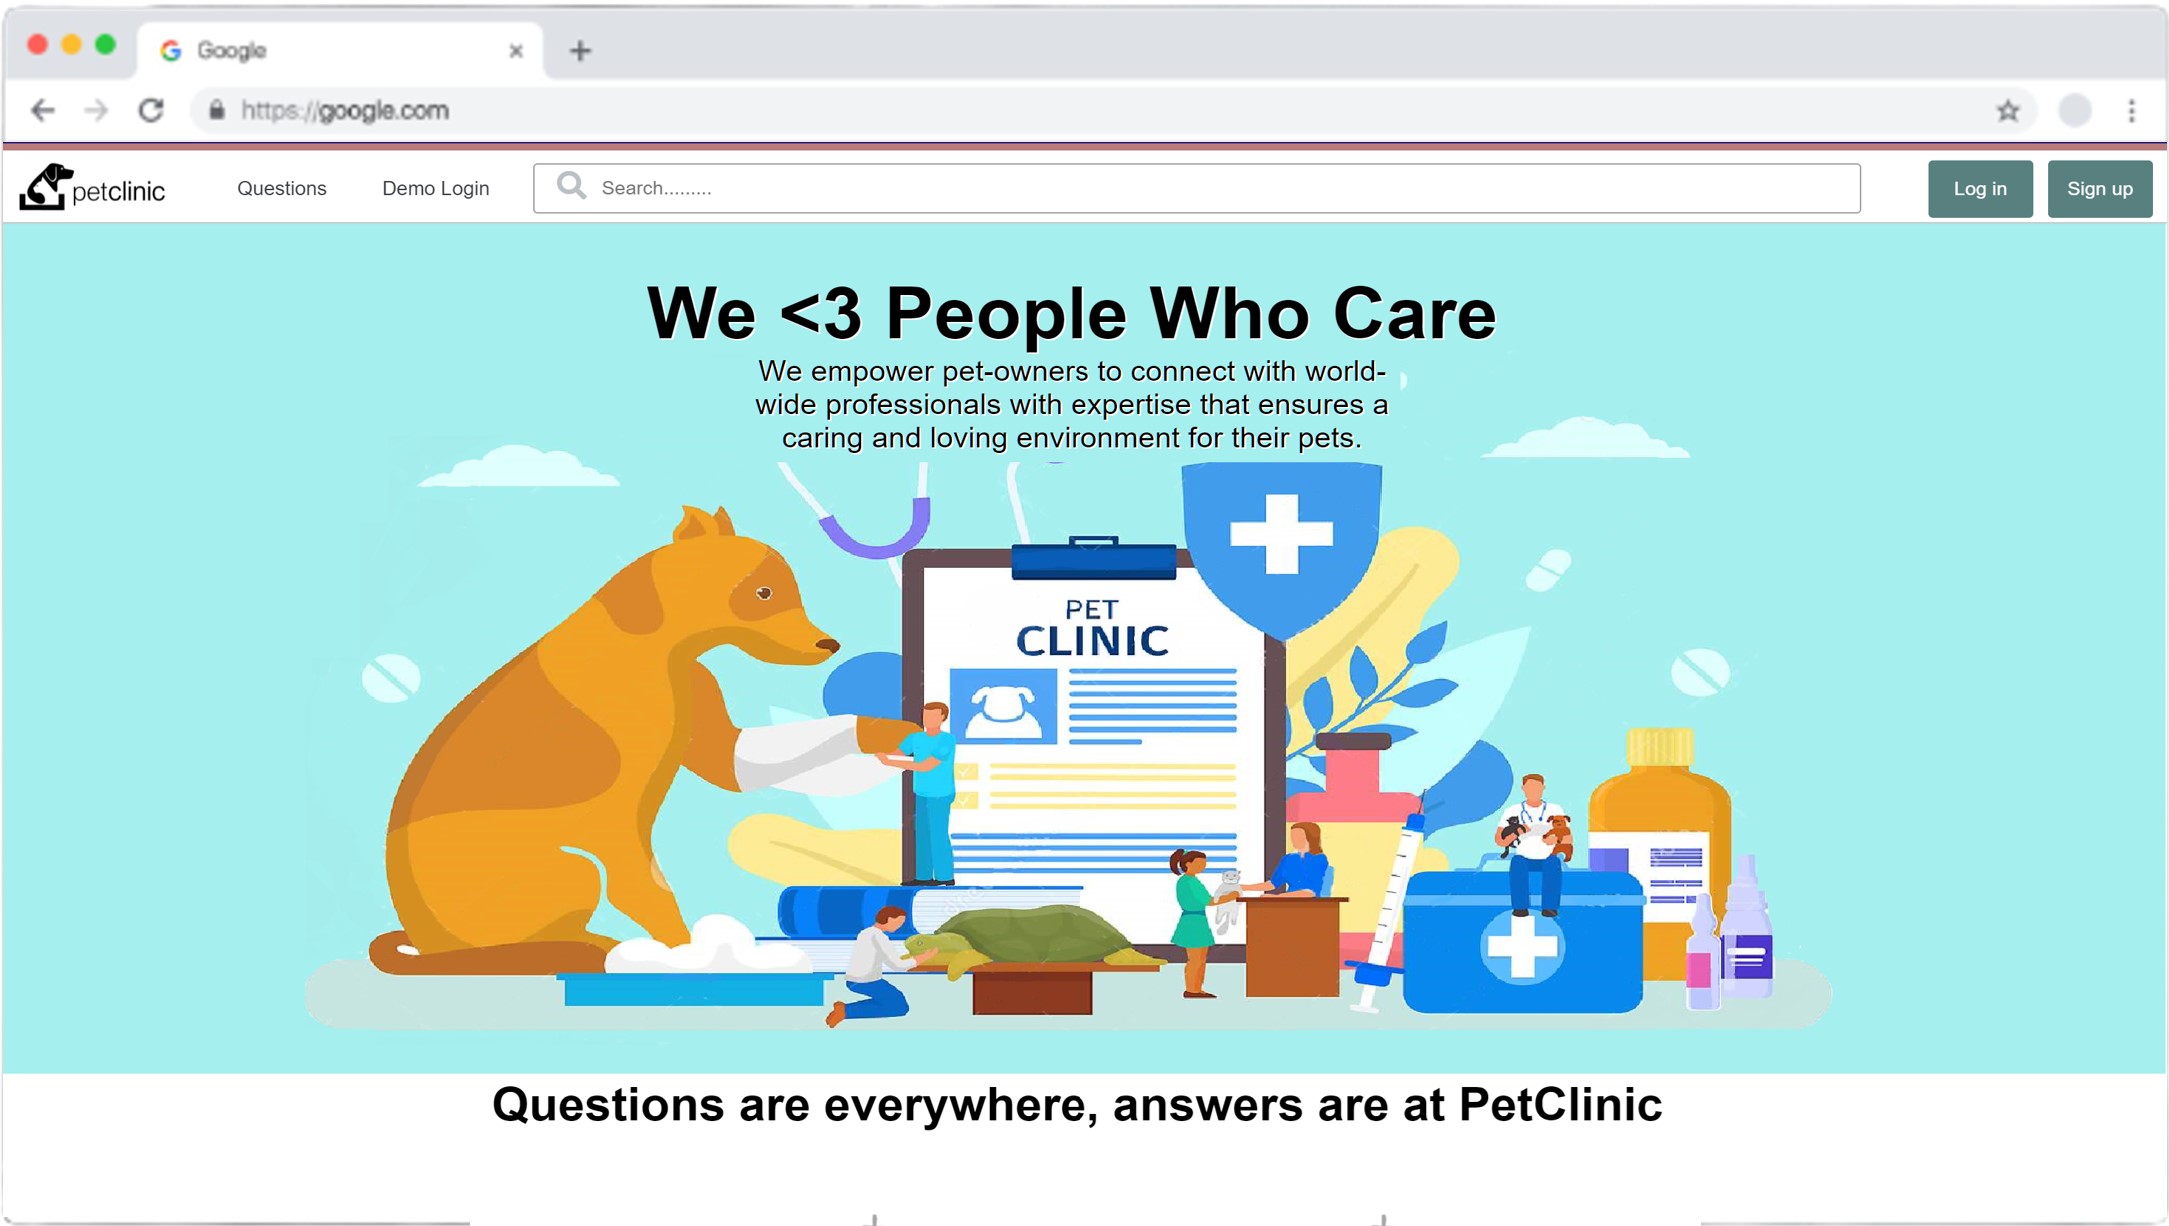 Google
https://google.com
petclinic
Questions
Demo Login
Search.........
Log in
Sign up
We <3 People Who Care
We empower pet-owners to connect with world-
wide professionals with expertise that ensures a
caring and loving environment for their pets.
PET
CLINIC
Questions are everywhere, answers are at PetClinic